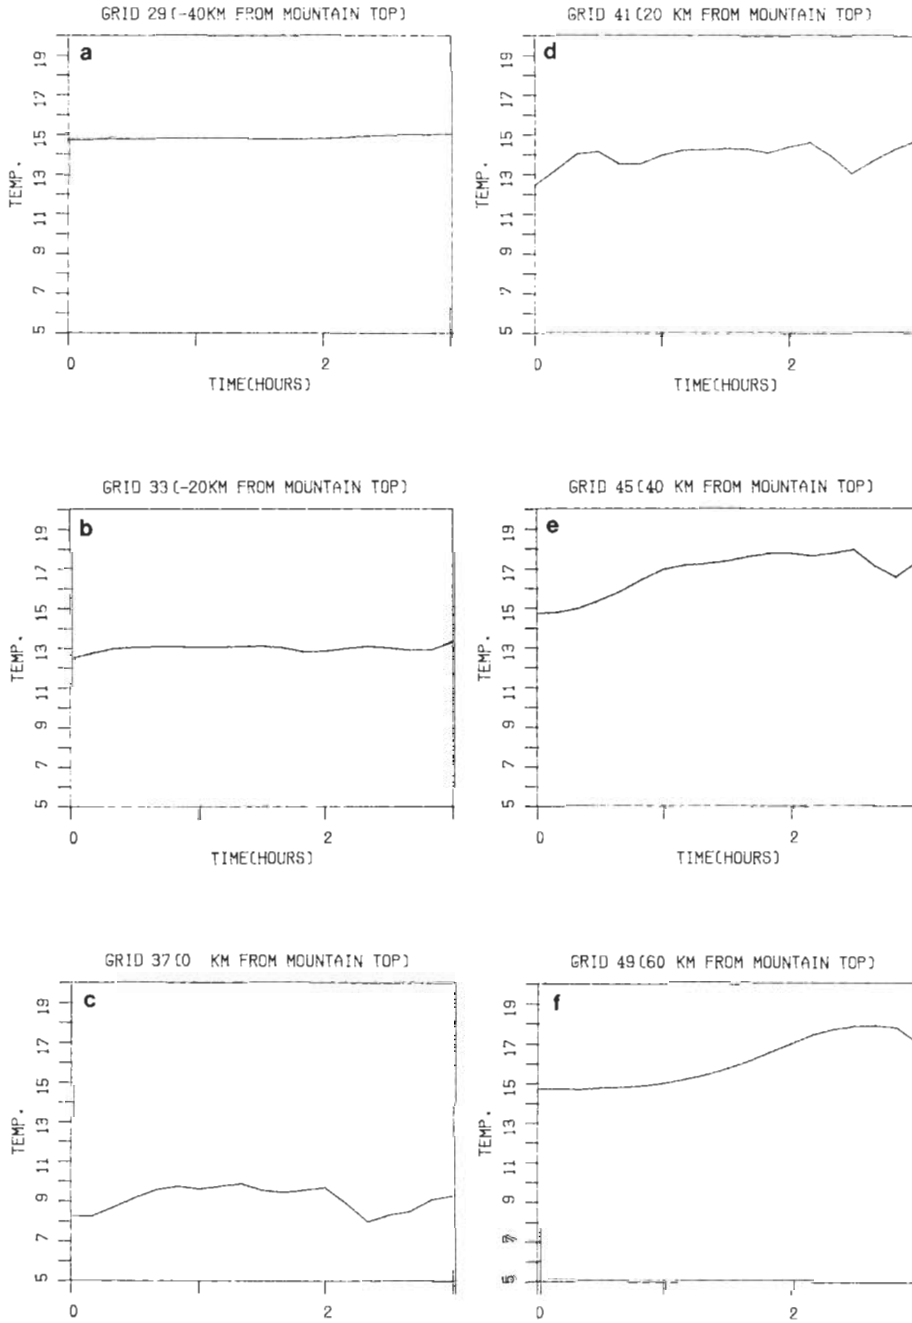 GRID 29(-40KM FROM MOUNTAIN TOP)
a
19
17
15
13
11
9
7
5
TEMP.
0 2
TIME(HOURS)
GRID 41(20 KM FROM MOUNTAIN TOP)
d
19
17
15
13
11
9
7
5
TEMP.
0 2
TIME(HOURS)
GRID 33(-20KM FROM MOUNTAIN TOP)
b
19
17
15
13
11
9
7
5
TEMP.
0 2
TIME(HOURS)
GRID 45(40 KM FROM MOUNTAIN TOP)
e
19
17
15
13
11
9
7
5
TEMP.
0 2
TIME(HOURS)
GRID 37(0 KM FROM MOUNTAIN TOP)
c
19
17
15
13
11
9
7
5
TEMP.
0 2
GRID 49(60 KM FROM MOUNTAIN TOP)
f
19
17
15
13
11
9
7
5
TEMP.
0 2